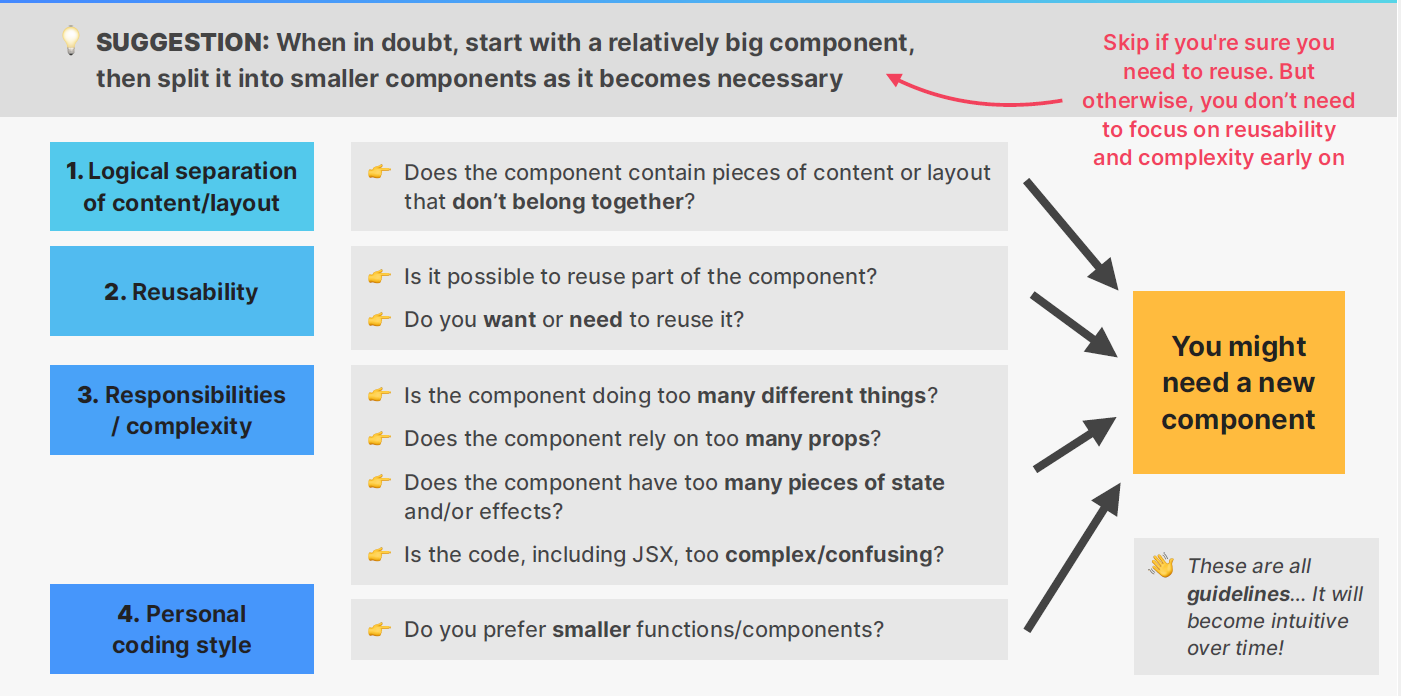 SUGGESTION: When in doubt, start with a relatively big component,
then split it into smaller components as it becomes necessary
Skip if you're sure you
need to reuse. But
otherwise, you don’t need
to focus on reusability
and complexity early on
1. Logical separation
of content/layout
Does the component contain pieces of content or layout
that don’t belong together?
2. Reusability
Is it possible to reuse part of the component?
Do you want or need to reuse it?
3. Responsibilities
/ complexity
Is the component doing too many different things?
Does the component rely on too many props?
Does the component have too many pieces of state
and/or effects?
Is the code, including JSX, too complex/confusing?
4. Personal
coding style
Do you prefer smaller functions/components?
You might
need a new
component
These are all
guidelines… It will
become intuitive
over time!